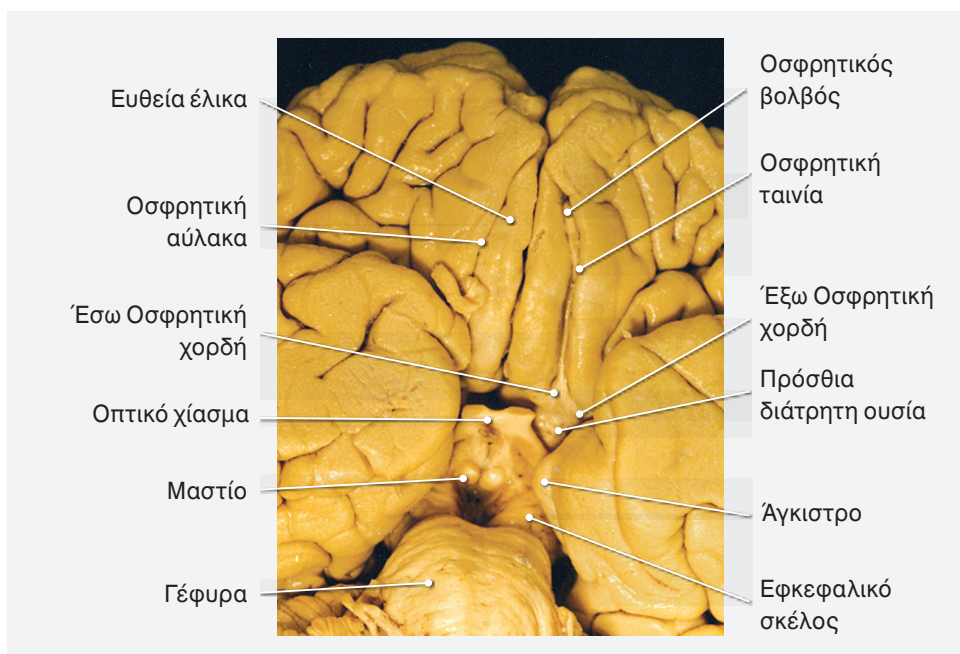 Ευθεία έλικα
Οσφρητική
αύλακα
Έσω Οσφρητική
χορδή
Οπτικό χίασμα
Μαστίο
Γέφυρα
Οσφρητικός
βολβός
Οσφρητική
ταινία
Έξω Οσφρητική
χορδή
Πρόσθια
διάτρητη ουσία
Άγκιστρο
Εφκεφαλικό
σκέλος